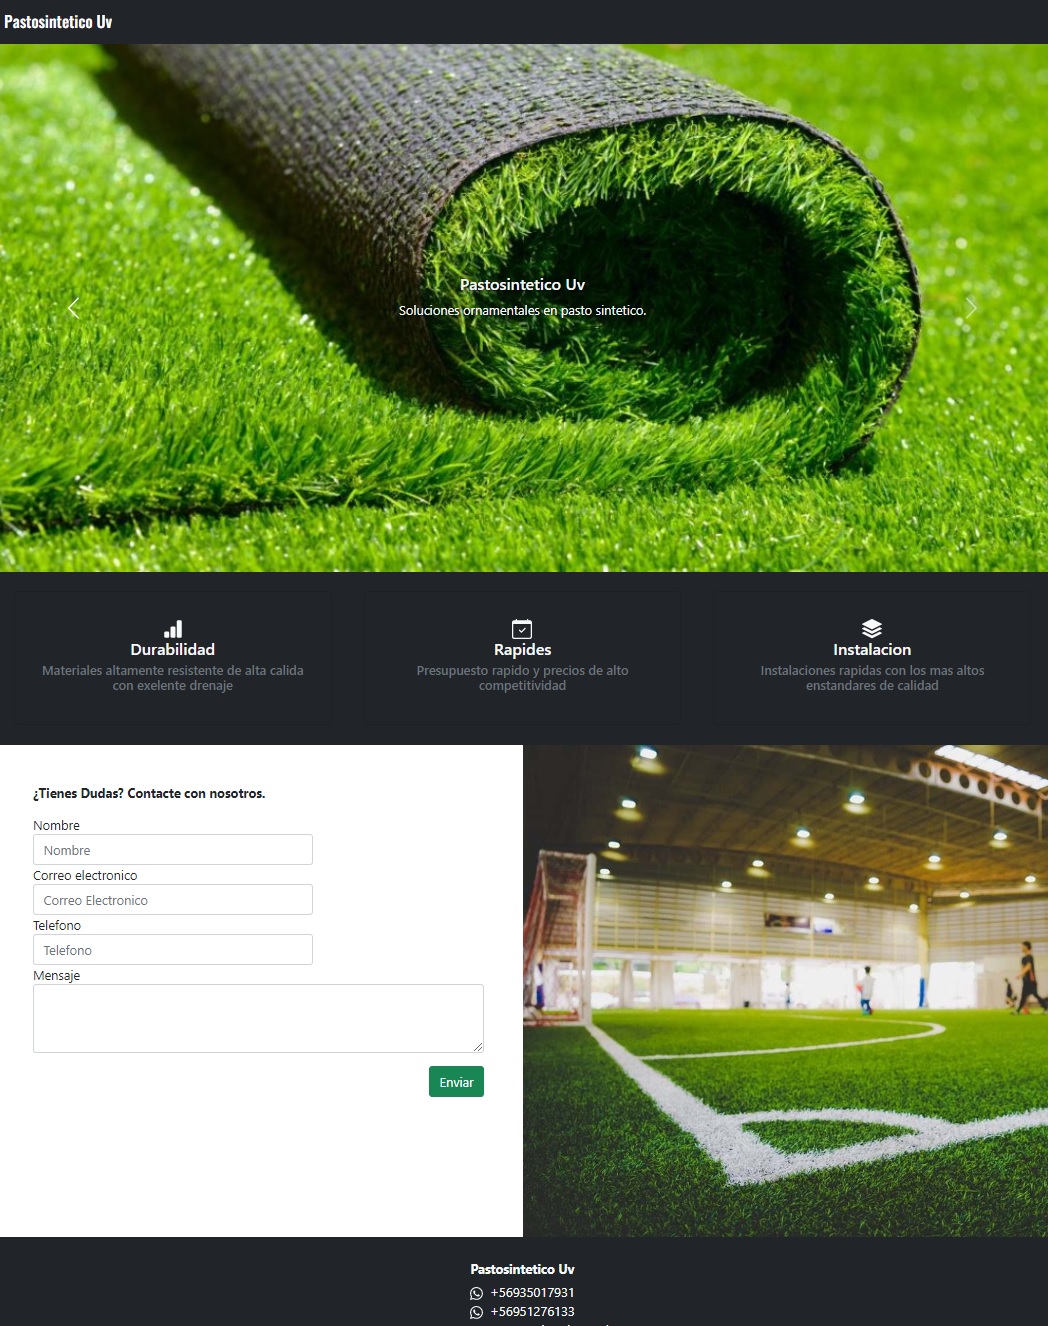 Pastosintetico Uv
Pastosintetico Uv
Soluciones ornamentales en pasto sintetico.
Durabilidad
Materiales altamente resistente de alta calida
con exelente drenaje
Rapides
Presupuesto rapido y precios de alto
competitividad
Instalacion
Instalaciones rapidas con los mas altos
enstandares de calidad
¿Tienes Dudas? Contacte con nosotros.
Nombre
Nombre
Correo electronico
Correo Electronico
Telefono
Telefono
Mensaje
Enviar
Pastosintetico Uv
+56935017931
+56951276133